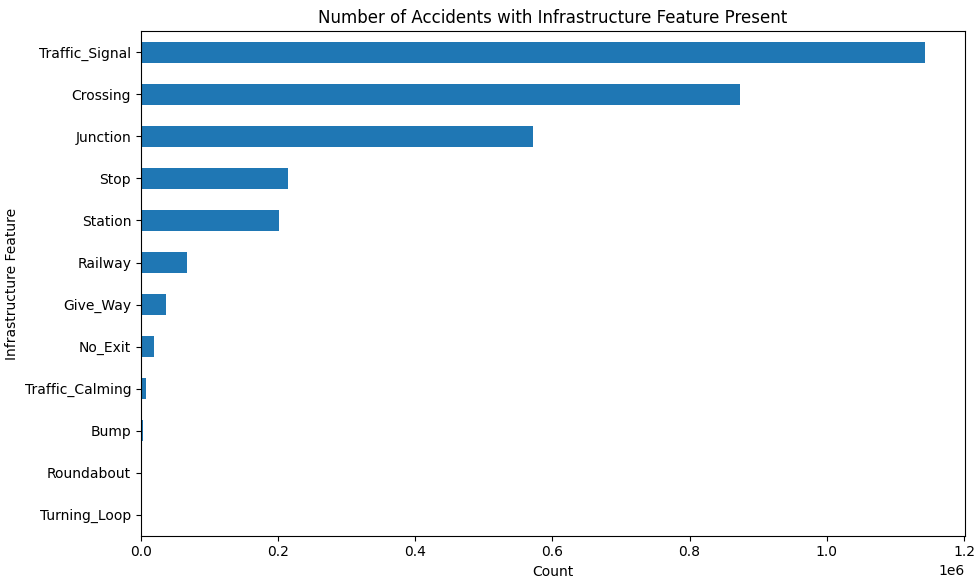 Number of Accidents with Infrastructure Feature Present
Infrastructure Feature
Traffic_Signal
Crossing
Junction
Stop
Station
Railway
Give_Way
No_Exit
Traffic_Calming
Bump
Roundabout
Turning_Loop
0.0 0.2 0.4 0.6 0.8 1.0 1.2
1e6
Count